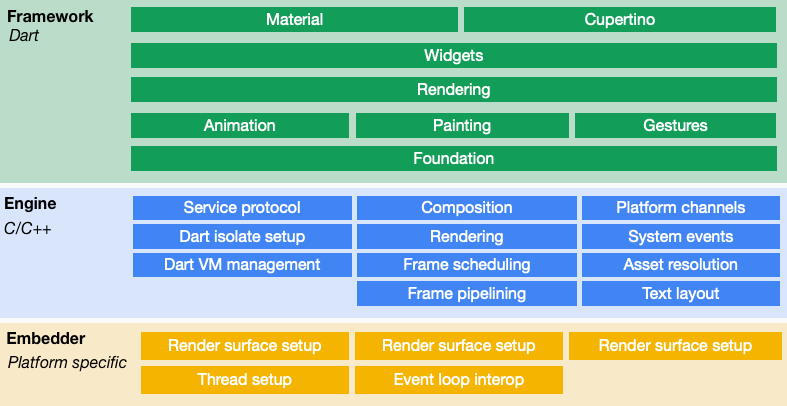 Framework
Dart
Material Cupertino
Widgets
Rendering
Animation Painting Gestures
Foundation
Engine
C/C++
Service protocol Composition Platform channels
Dart isolate setup Rendering System events
Dart VM management Frame scheduling Asset resolution
Frame pipelining Text layout
Embedder
Platform specific
Render surface setup Render surface setup Render surface setup
Thread setup Event loop interop